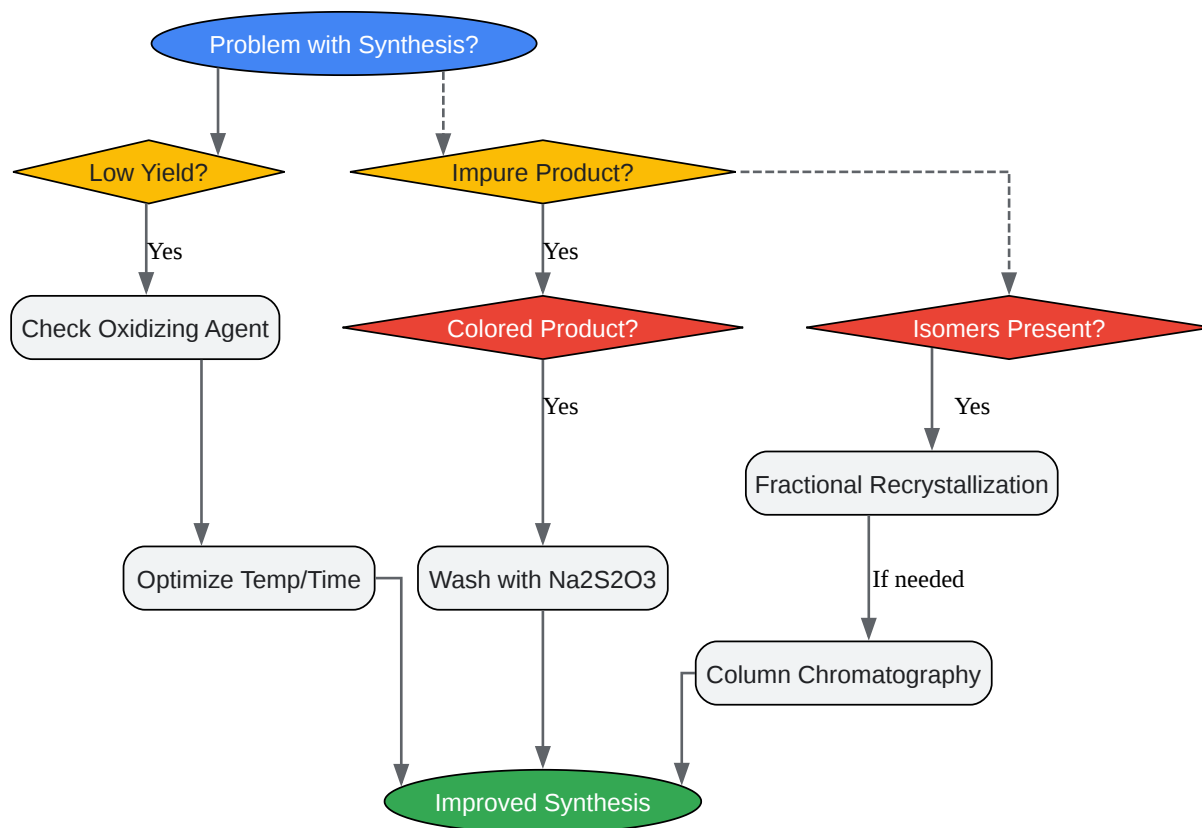 Problem with Synthesis?
Low Yield?
Impure Product?
Yes
Yes
Check Oxidizing Agent
Colored Product?
Isomers Present?
Yes
Yes
Fractional Recrystallization
Optimize Temp/Time
Wash with Na2S2O3
If needed
Column Chromatography
Improved Synthesis